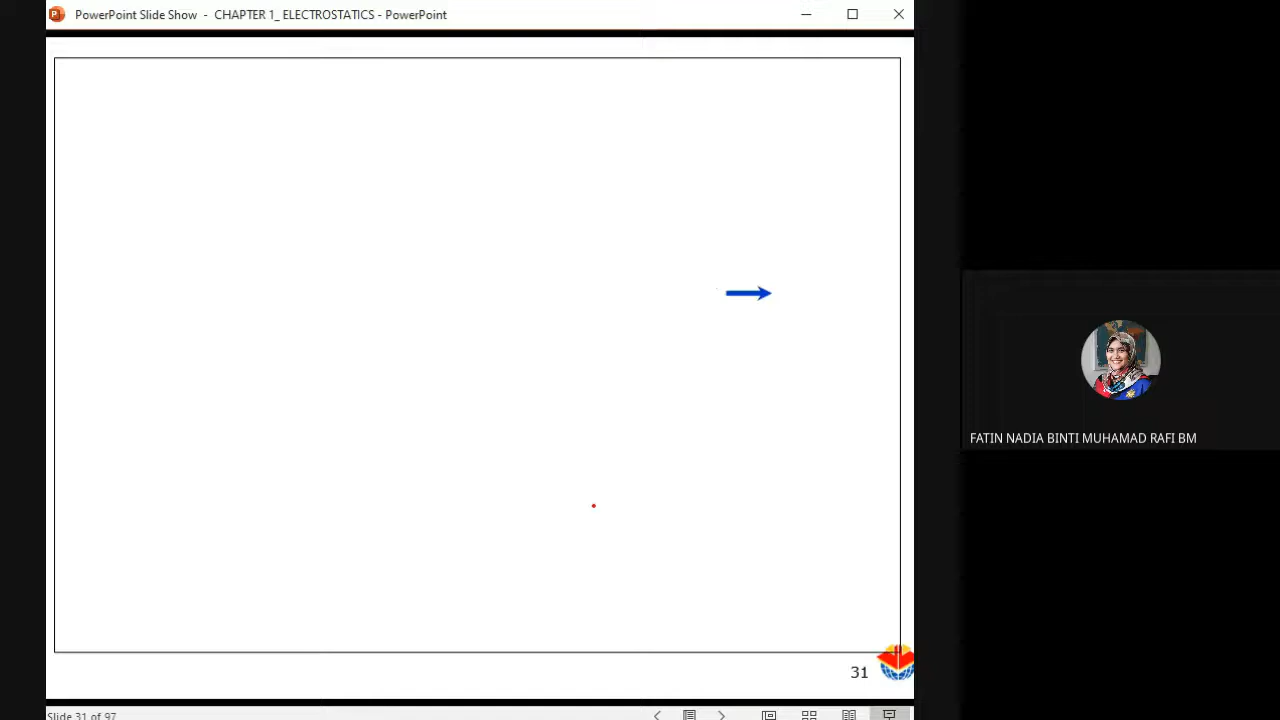 PowerPoint Slide Show - CHAPTER 1_ ELECTROSTATICS - PowerPoint
FATIN NADIA BINTI MUHAMAD RAFI BM
31
Slide 31 of 97